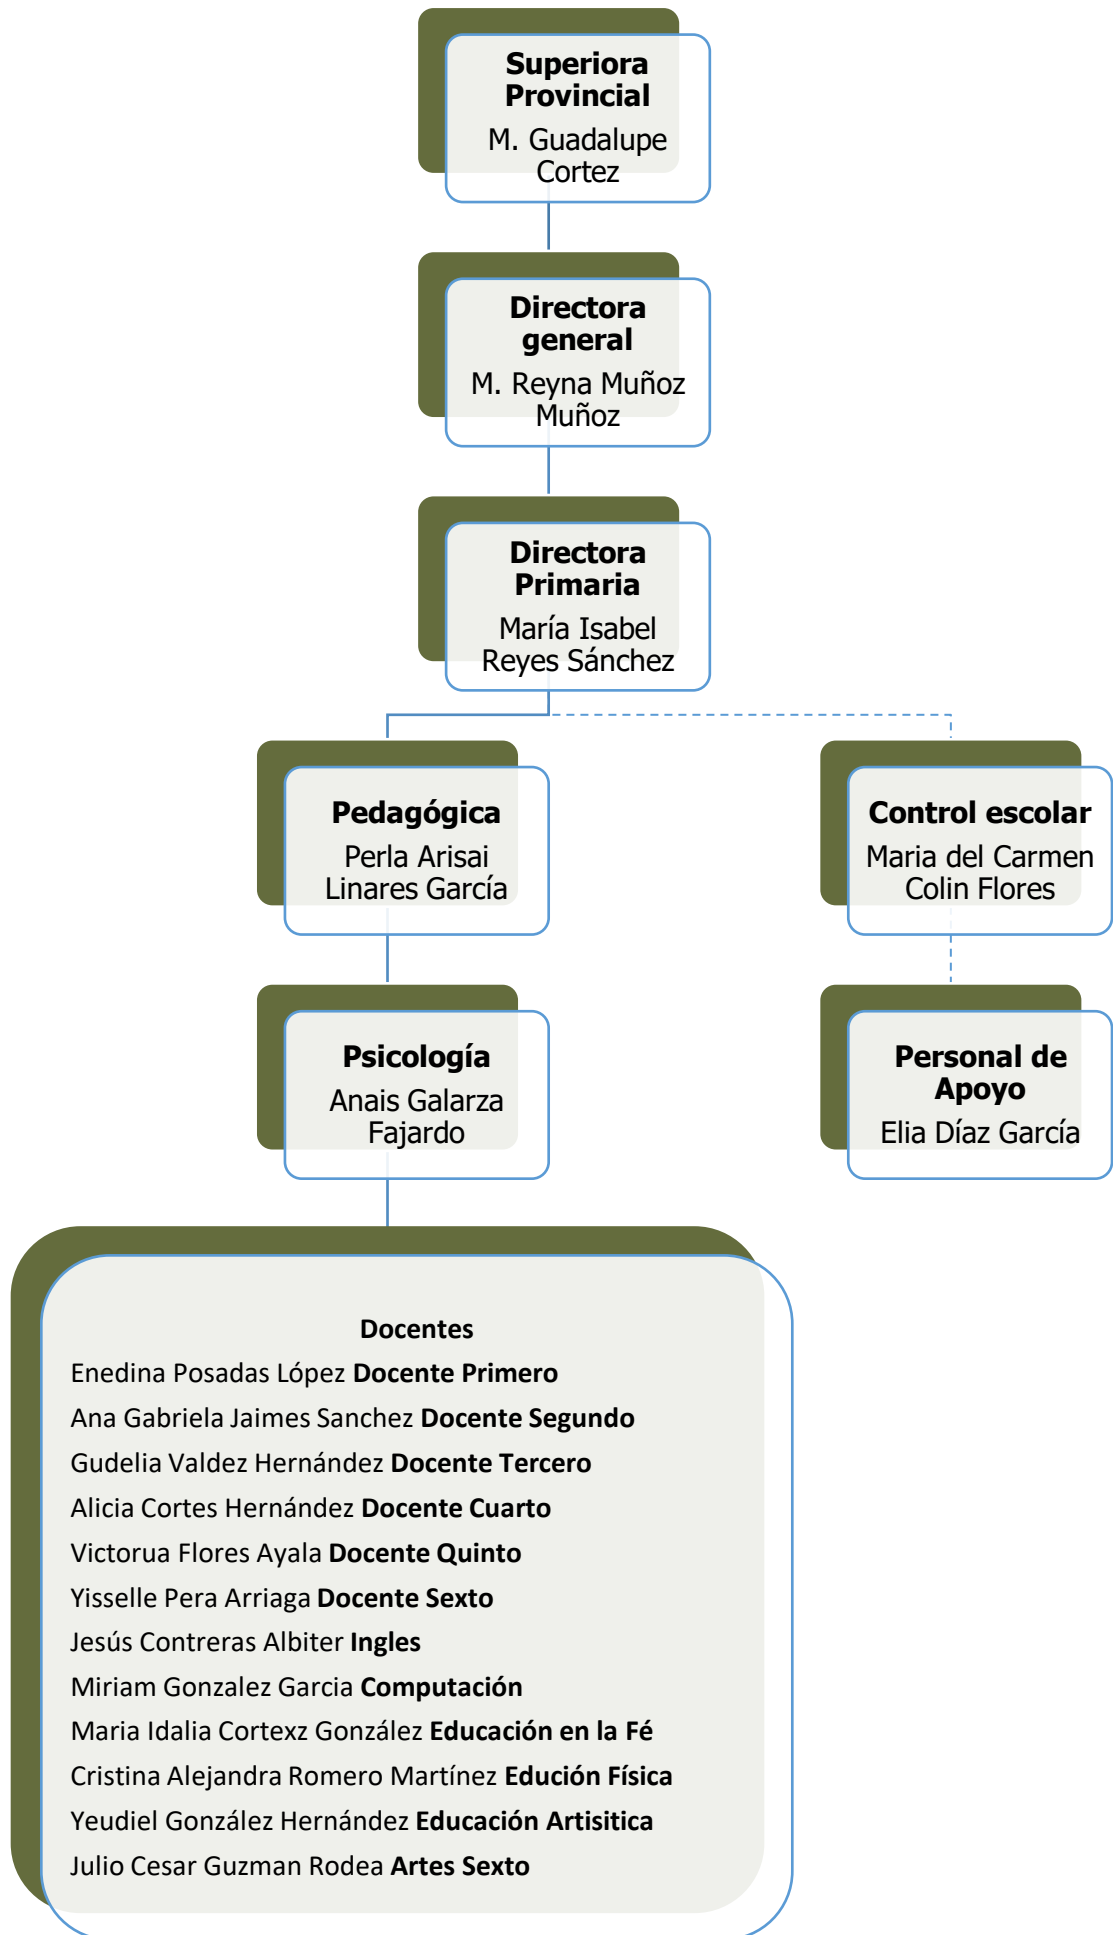 Superiora
Provincial
M. Guadalupe
Cortez
Directora
general
M. Reyna Muñoz
Muñoz
Directora
Primaria
María Isabel
Reyes Sánchez
Pedagógica
Perla Arisai
Linares García
Control escolar
Maria del Carmen
Colin Flores
Psicología
Anais Galarza
Fajardo
Personal de
Apoyo
Elia Díaz García
Docentes
Enedina Posadas López Docente Primero
Ana Gabriela Jaimes Sanchez Docente Segundo
Gudelia Valdez Hernández Docente Tercero
Alicia Cortes Hernández Docente Cuarto
Victorua Flores Ayala Docente Quinto
Yisselle Pera Arriaga Docente Sexto
Jesús Contreras Albiter Ingles
Miriam Gonzalez Garcia Computación
Maria Idalia Cortexz González Educación en la Fé
Cristina Alejandra Romero Martínez Edución Física
Yeudiel González Hernández Educación Artisitica
Julio Cesar Guzman Rodea Artes Sexto